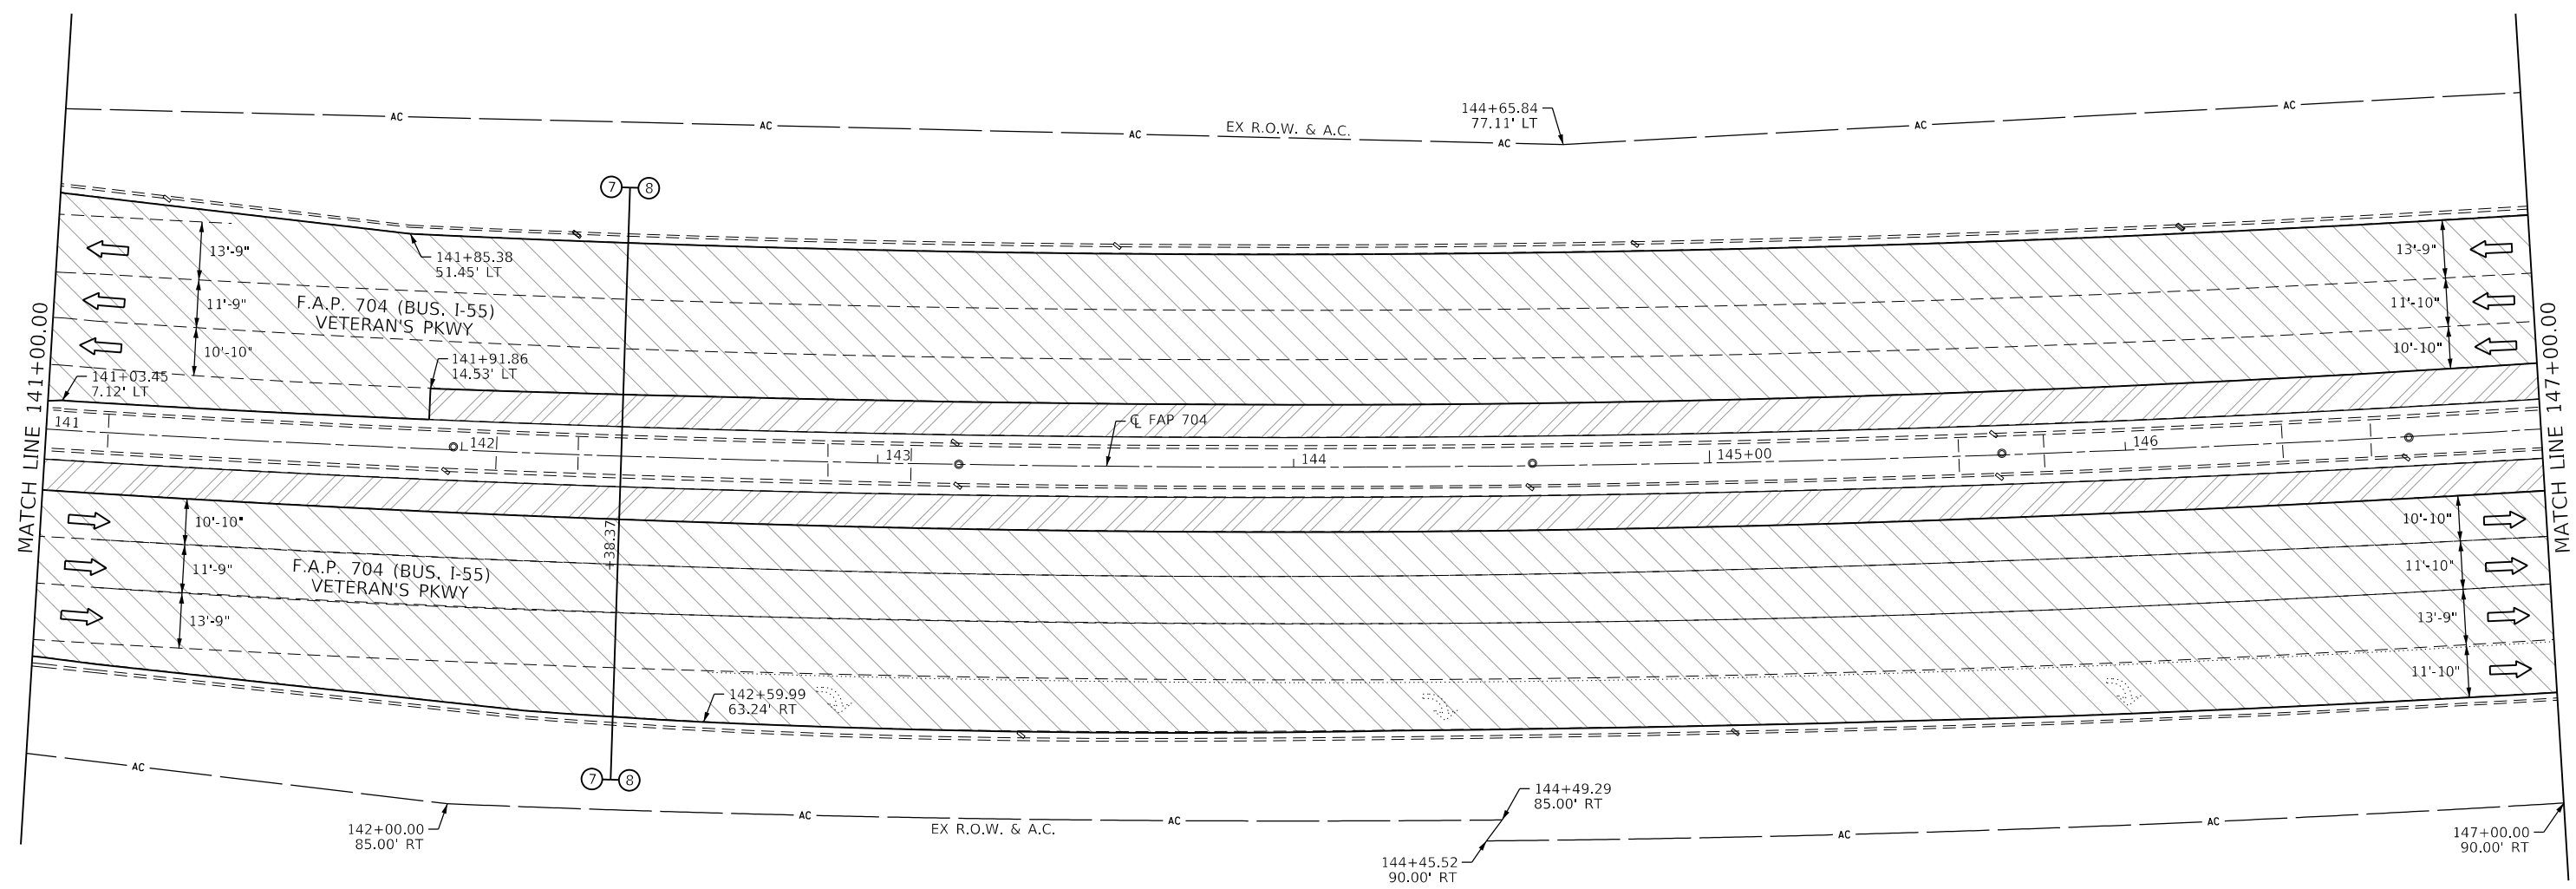 AC
AC
AC
EX R.O.W. & A.C.
144+65.84
77.11' LT
AC
AC
AC
7
8
13'-9"
11'-9"
10'-10"
141+85.38
51.45' LT
F.A.P. 704 (BUS. I-55)
VETERAN'S PKWY
141+91.86
14.53' LT
141+03.45
7.12' LT
13'-9"
11'-10"
10'-10"
MATCH LINE 141+00.00
MATCH LINE 147+00.00
℄ FAP 704
141
142
143
144
145+00
146
10'-10"
11'-9"
13'-9"
F.A.P. 704 (BUS. I-55)
VETERAN'S PKWY
+38.37
10'-10"
11'-10"
13'-9"
11'-10"
142+59.99
63.24' RT
7
8
AC
142+00.00
85.00' RT
AC
EX R.O.W. & A.C.
AC
144+49.29
85.00' RT
144+45.52
90.00' RT
AC
AC
147+00.00
90.00' RT